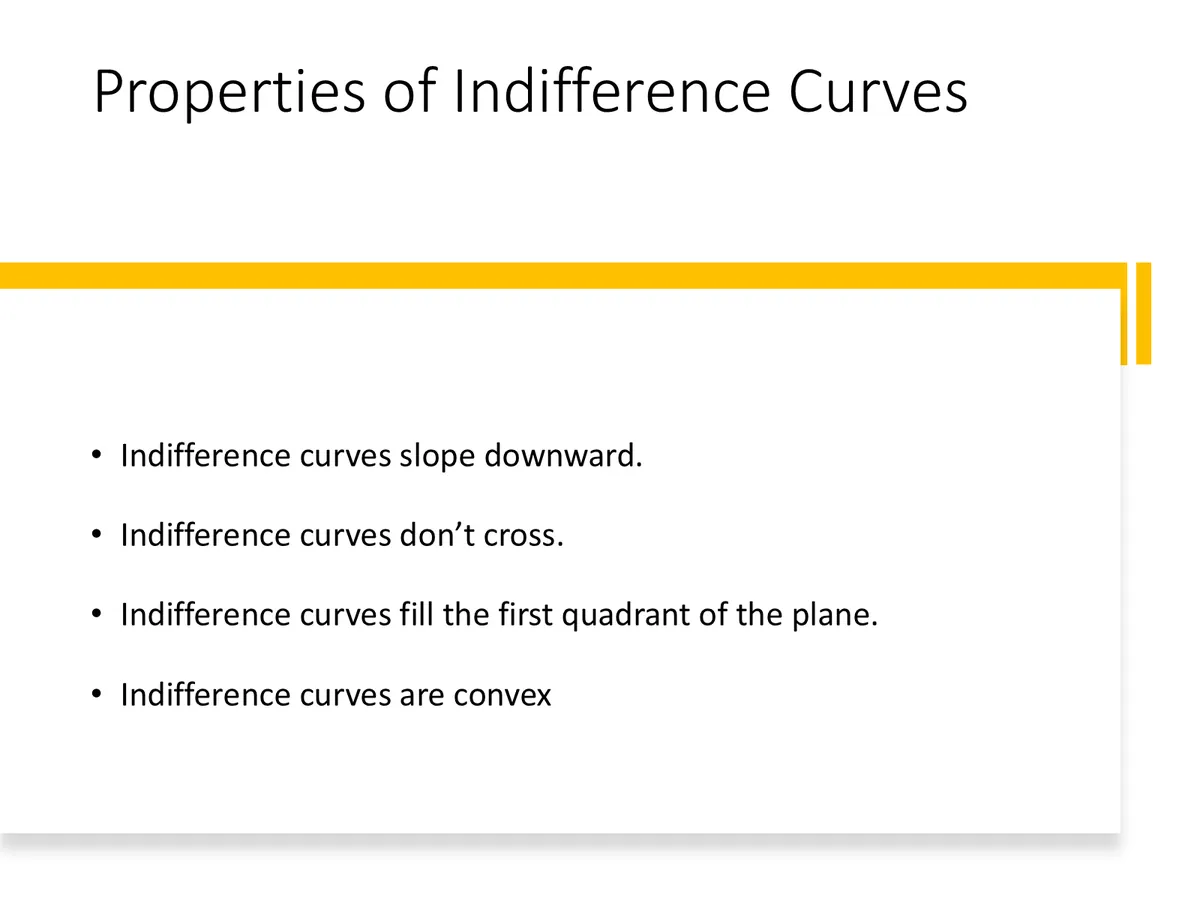 Properties of Indifference Curves
• Indifference curves slope downward.
• Indifference curves don’t cross.
• Indifference curves fill the first quadrant of the plane.
• Indifference curves are convex